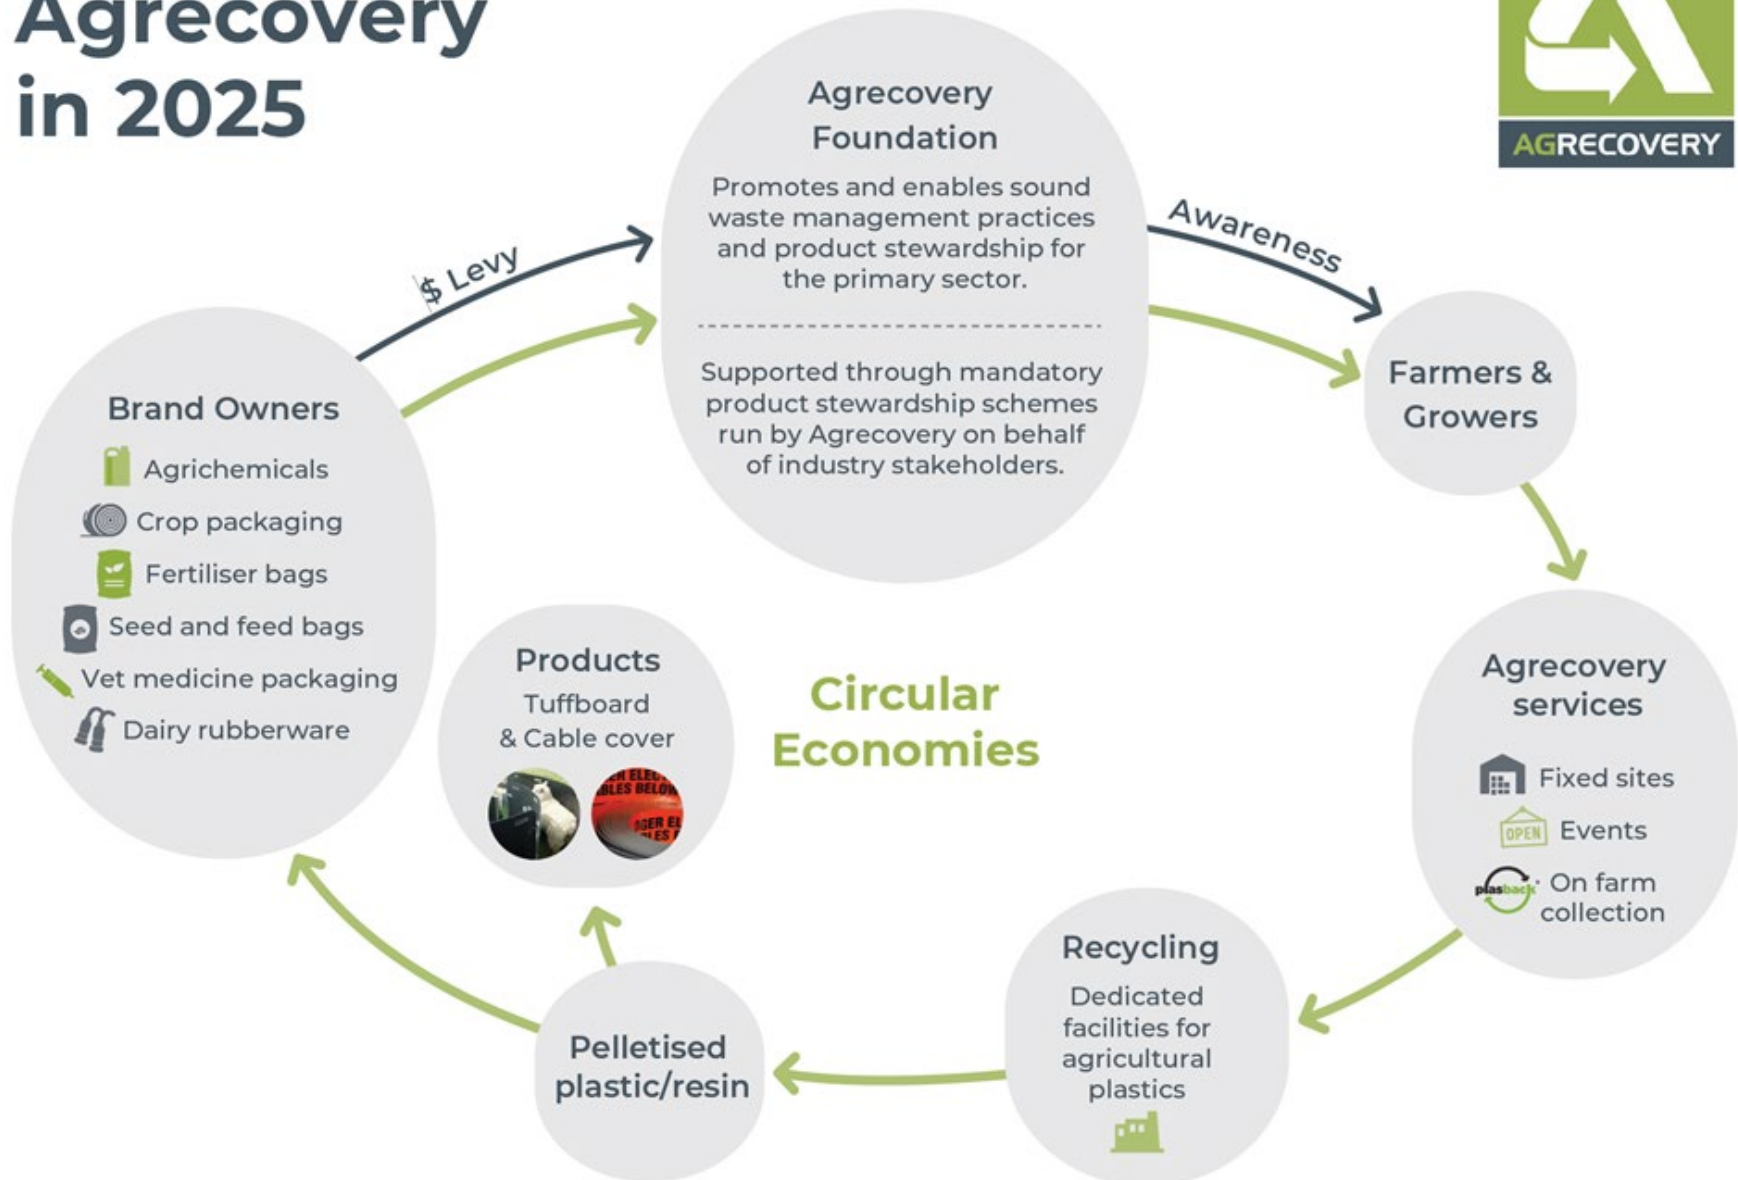 Agrecovery
in 2025
AGRECOVERY
Agrecovery
Foundation
Promotes and enables sound
waste management practices
and product stewardship for
the primary sector.
Supported through mandatory
product stewardship schemes
run by Agrecovery on behalf
of industry stakeholders.
$ Levy
Awareness
Farmers &
Growers
Brand Owners
Agrichemicals
Crop packaging
Fertiliser bags
Seed and feed bags
Vet medicine packaging
Dairy rubberware
Products
Tuffboard
& Cable cover
BLES BELOW
Circular
Economies
Agrecovery
services
Fixed sites
OPEN
Events
plasback
On farm
collection
Recycling
Dedicated
facilities for
agricultural
plastics
Pelletised
plastic/resin